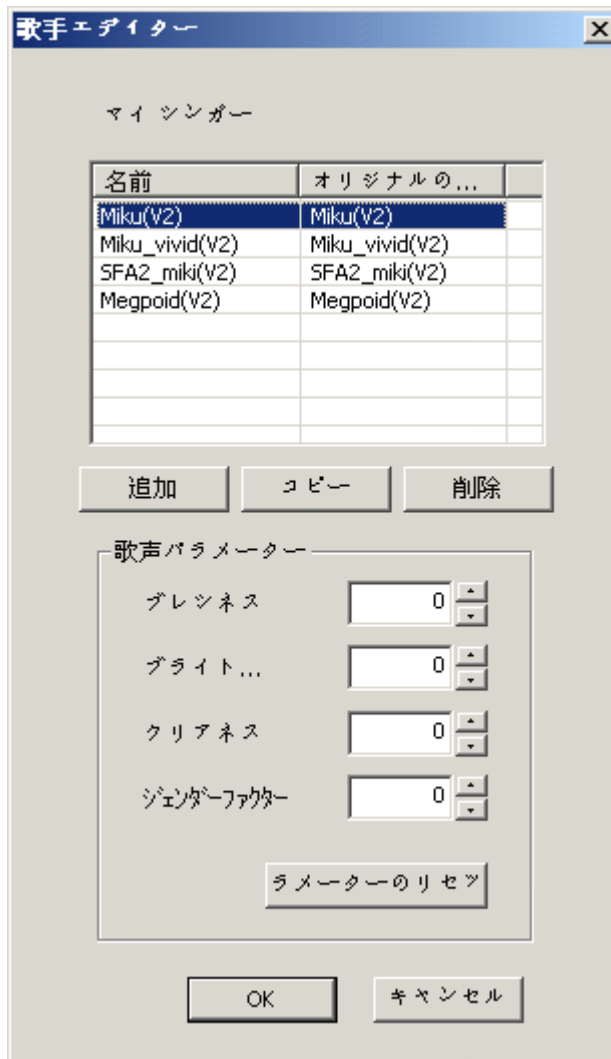 歌手エディター
マイ シンガー
名前 オリジナルの...
Miku(V2) Miku(V2)
Miku_vivid(V2) Miku_vivid(V2)
SFA2_miki(V2) SFA2_miki(V2)
Megpoid(V2) Megpoid(V2)
追加 コピー 削除
歌声パラメーター
ブレシネス 0
ブライト... 0
クリアネス 0
ジェンダーファクター 0
ラメーターのリセッ
OK キャンセル